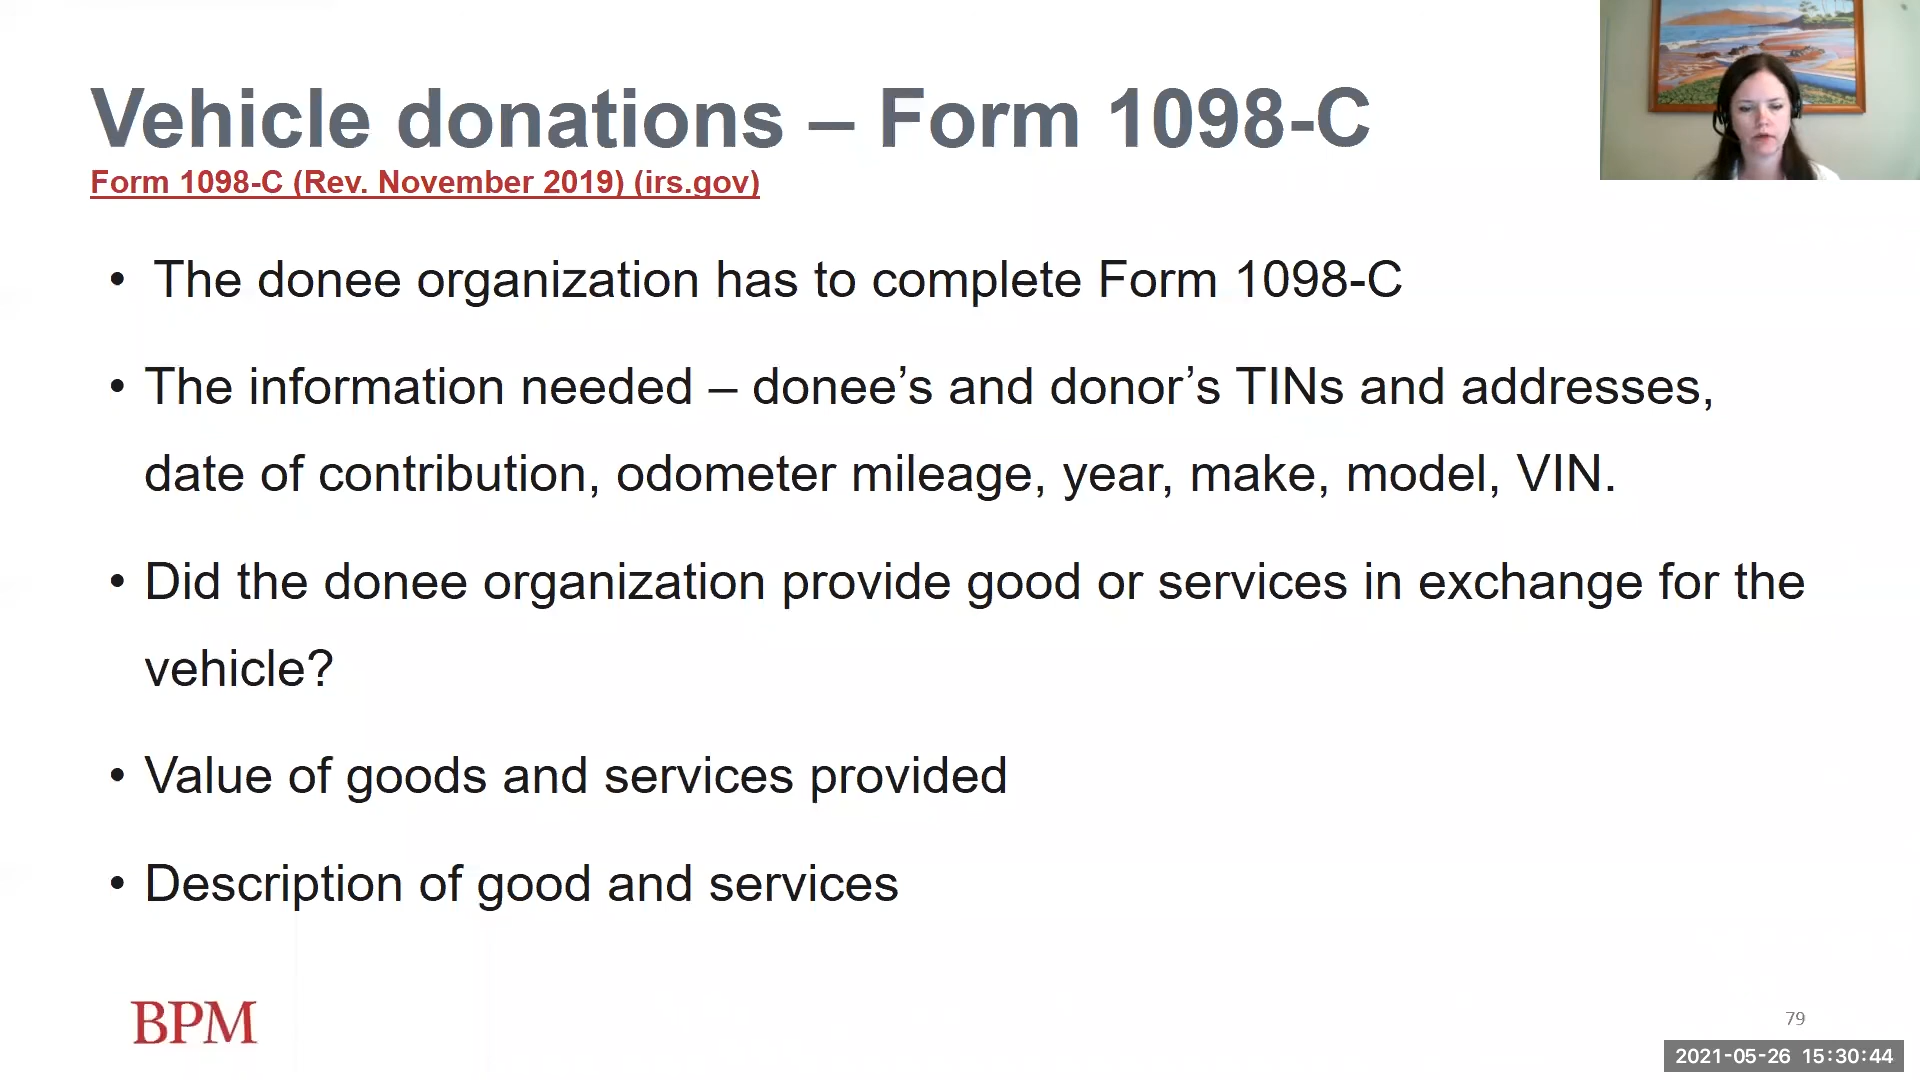 Vehicle donations – Form 1098-C
Form 1098-C (Rev. November 2019) (irs.gov)
• The donee organization has to complete Form 1098-C
• The information needed – donee’s and donor’s TINs and addresses,
date of contribution, odometer mileage, year, make, model, VIN.
• Did the donee organization provide good or services in exchange for the
vehicle?
• Value of goods and services provided
• Description of good and services
BPM
79
2021-05-26 15:30:44